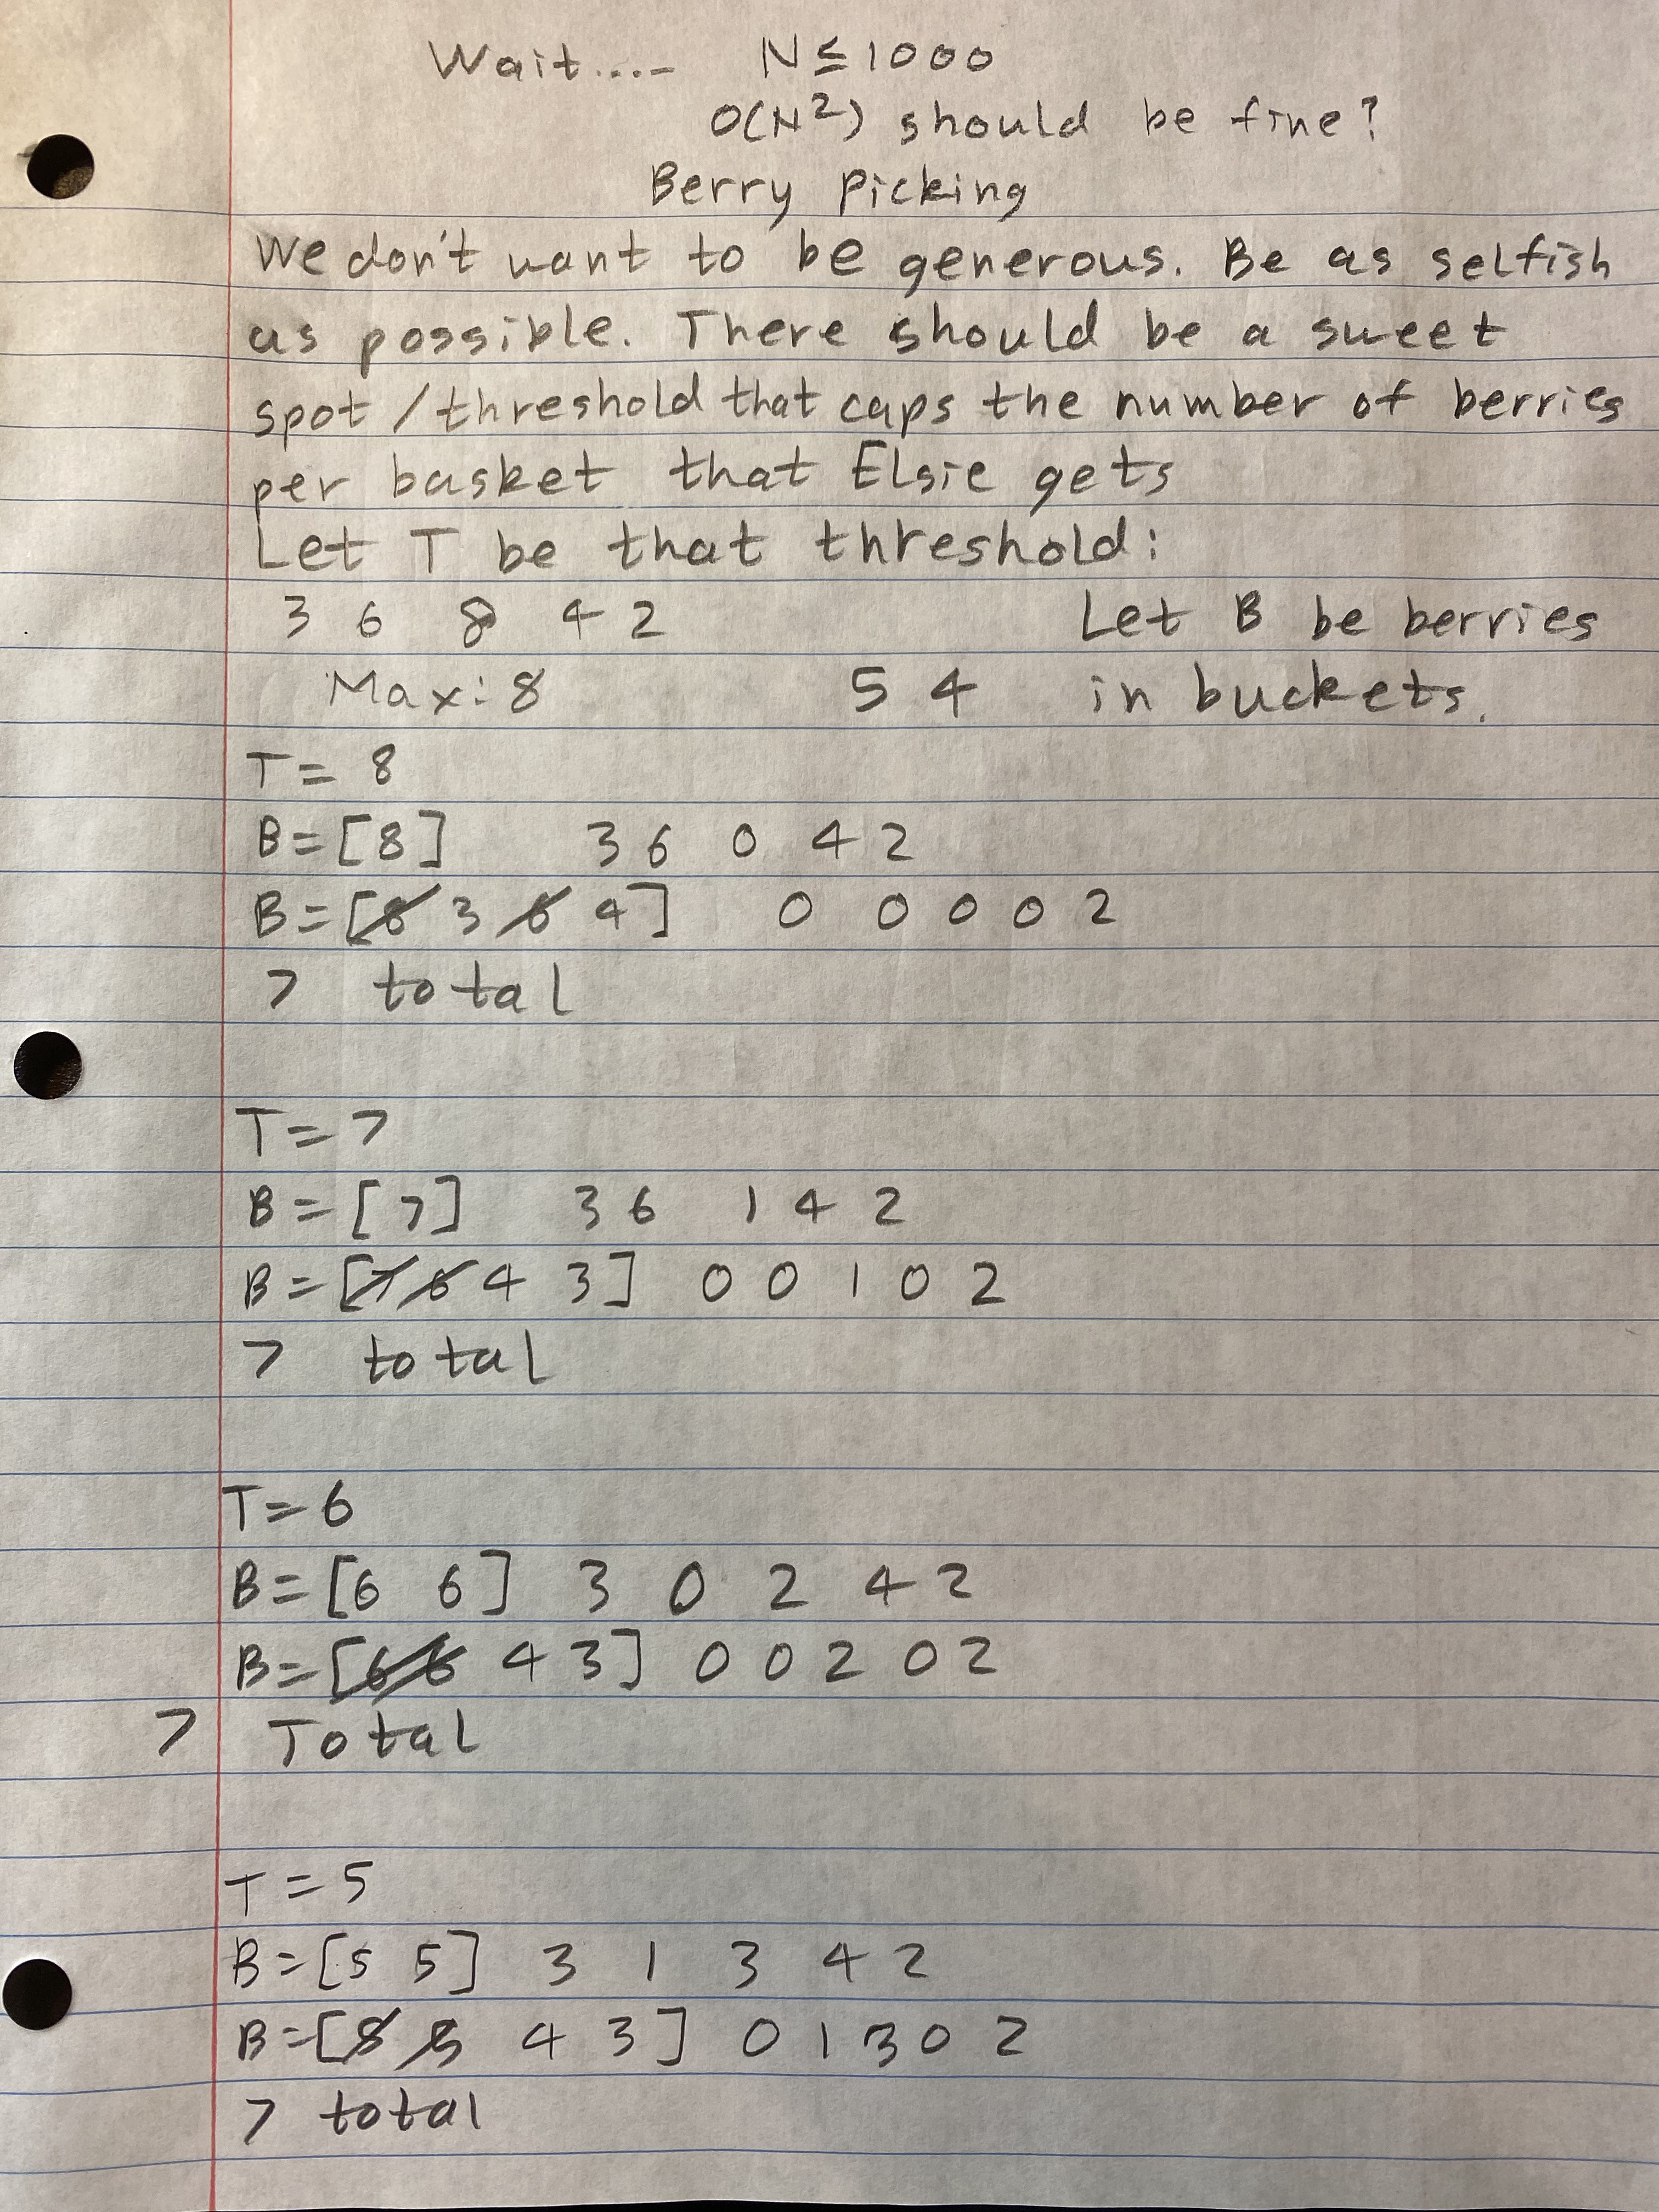 Wait....- N≤1000
O(N²) should be fine?
Berry Picking
We don't want to be generous. Be as selfish
as possible. There should be a sweet
spot/threshold that caps the number of berries
per basket that Elsie gets
Let T be that threshold:
3 6 8 4 2 Let B be berries
Max: 8 5 4 in buckets.
T= 8
B=[8] 3 6 0 4 2
B=[8 3 6 4] 0 0 0 0 2
7 total
T=7
B=[7] 3 6 1 4 2
B=[7 6 4 3] 0 0 1 0 2
7 total
T=6
B=[6 6] 3 0 2 4 2
B=[6 6 4 3] 0 0 2 0 2
7 Total
T=5
B=[5 5] 3 1 3 4 2
B=[5 5 4 3] 0 1 3 0 2
7 total